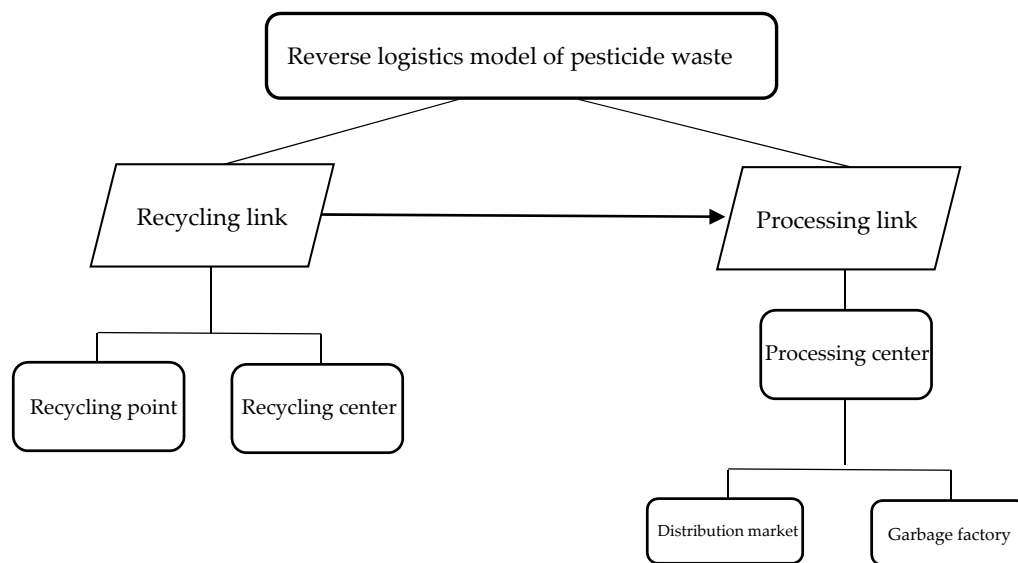 Reverse logistics model of pesticide waste
Recycling link
Processing link
Processing center
Recycling point
Recycling center
Distribution market
Garbage factory